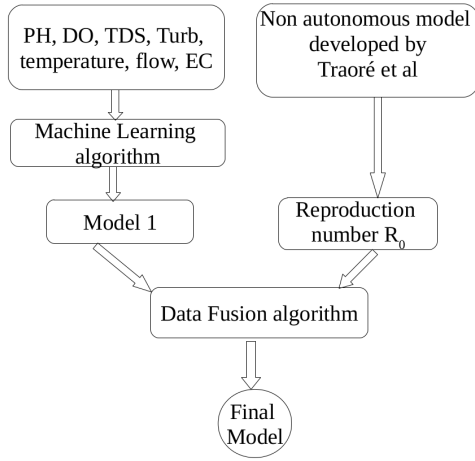 PH, DO, TDS, Turb,
temperature, flow, EC
Non autonomous model
developed by
Traoré et al
Machine Learning
algorithm
Model 1
Reproduction
number R0
Data Fusion algorithm
Final
Model